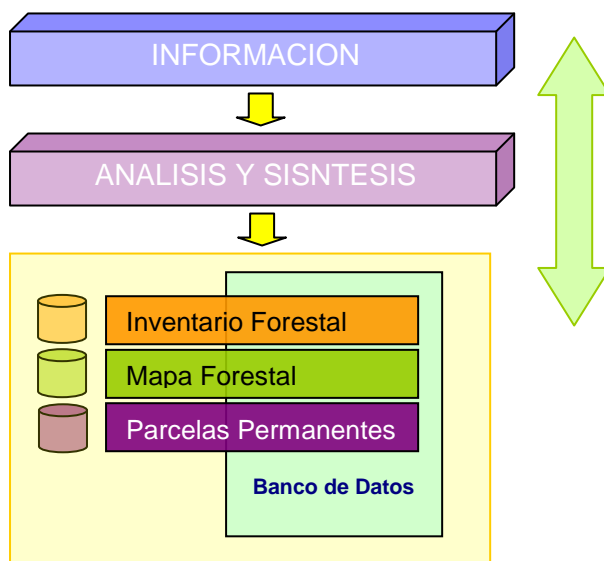 INFORMACION
ANALISIS Y SISNTESIS
Inventario Forestal
Mapa Forestal
Parcelas Permanentes
Banco de Datos